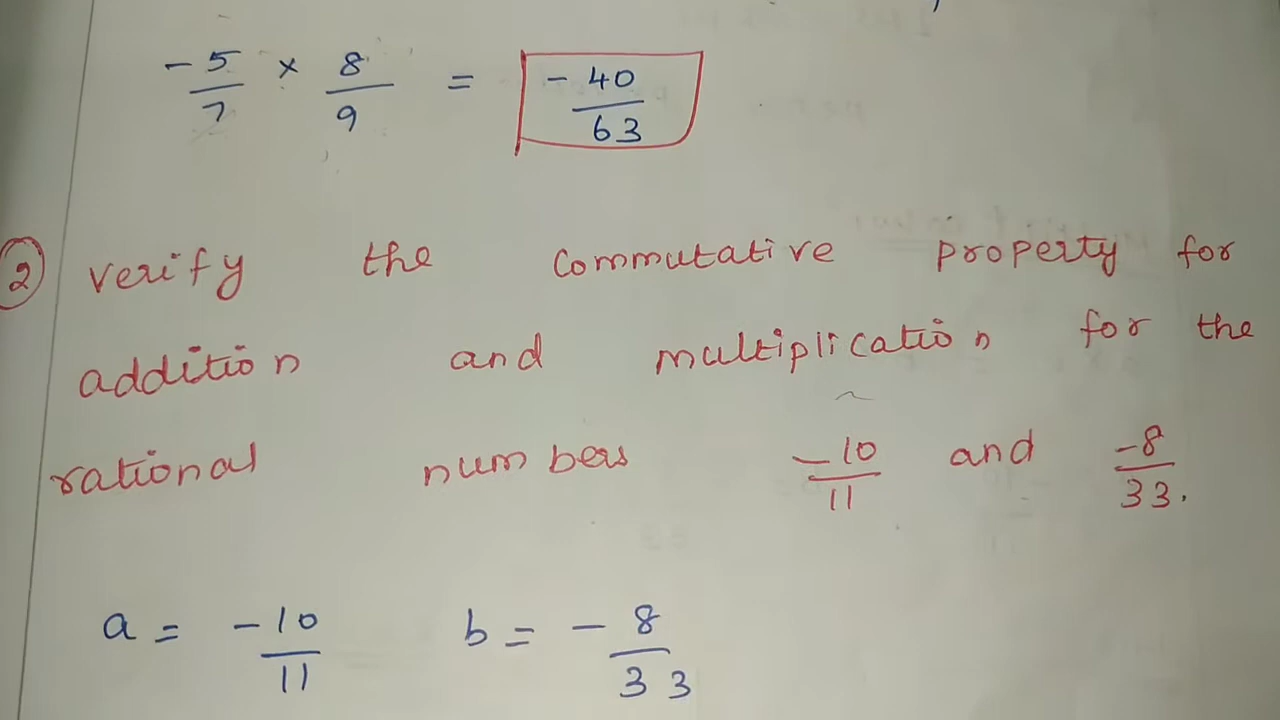 -5/7 × 8/9 = -40/63
2 verify the Commutative property for
addition and multiplication for the
rational numbers -10/11 and -8/33.
a = -10/11 b = -8/33